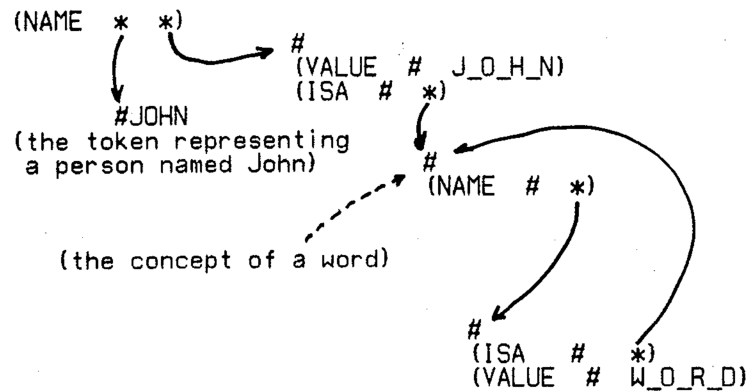 (NAME * *)
#
(VALUE # J_O_H_N)
(ISA # *)
#JOHN
(the token representing
a person named John)
#
(NAME # *)
(the concept of a word)
#
(ISA # *)
(VALUE # W_O_R_D)